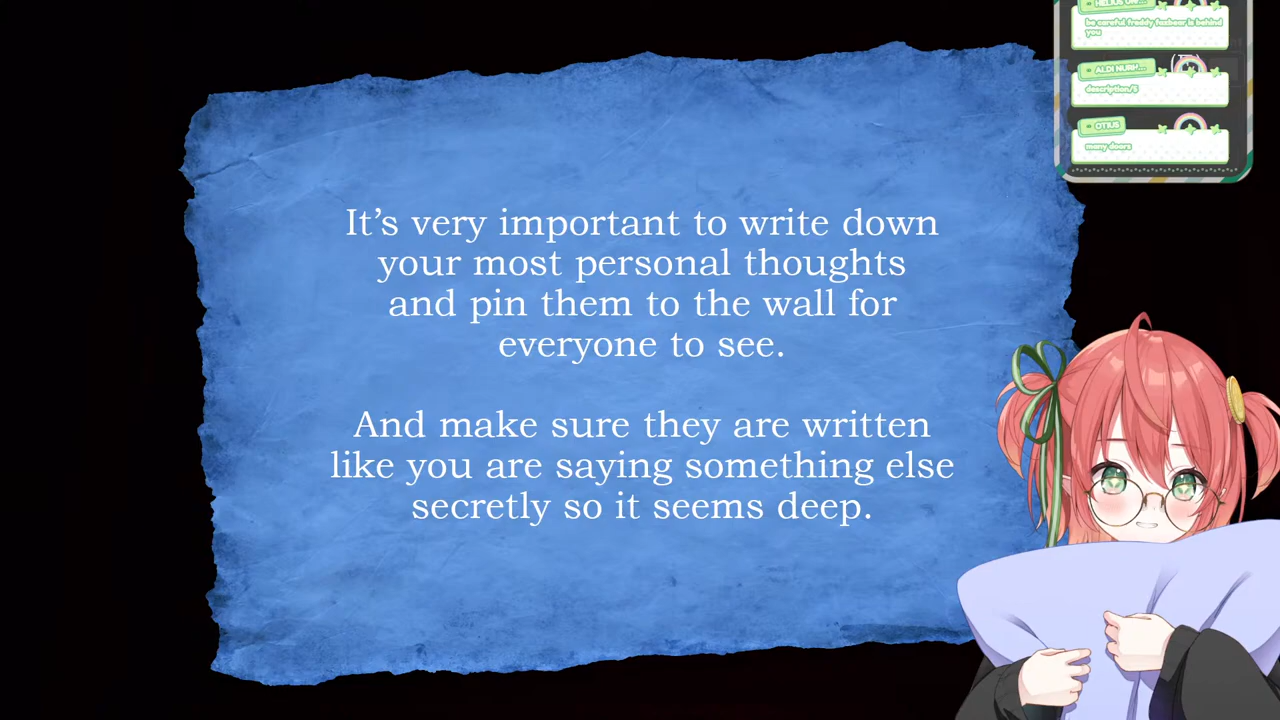 It's very important to write down
your most personal thoughts
and pin them to the wall for
everyone to see.
And make sure they are written
like you are saying something else
secretly so it seems deep.
be careful freddy fazbear is behind
you
ALDI NURH...
description/5
OTIUS
many doors